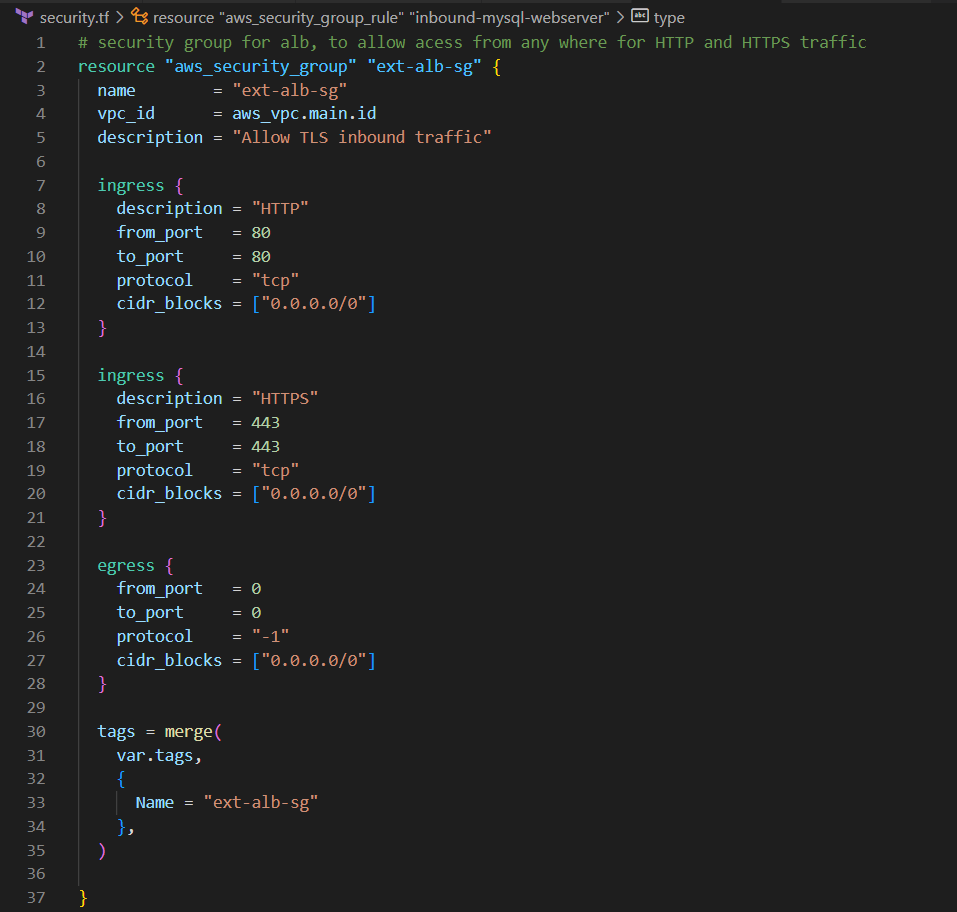 security.tf > resource "aws_security_group_rule" "inbound-mysql-webserver" > abc type
1 # security group for alb, to allow acess from any where for HTTP and HTTPS traffic
2 resource "aws_security_group" "ext-alb-sg" {
3   name        = "ext-alb-sg"
4   vpc_id      = aws_vpc.main.id
5   description = "Allow TLS inbound traffic"
6
7   ingress {
8     description = "HTTP"
9     from_port   = 80
10     to_port     = 80
11     protocol    = "tcp"
12     cidr_blocks = ["0.0.0.0/0"]
13   }
14
15   ingress {
16     description = "HTTPS"
17     from_port   = 443
18     to_port     = 443
19     protocol    = "tcp"
20     cidr_blocks = ["0.0.0.0/0"]
21   }
22
23   egress {
24     from_port   = 0
25     to_port     = 0
26     protocol    = "-1"
27     cidr_blocks = ["0.0.0.0/0"]
28   }
29
30   tags = merge(
31     var.tags,
32     {
33       Name = "ext-alb-sg"
34     },
35   )
36
37 }